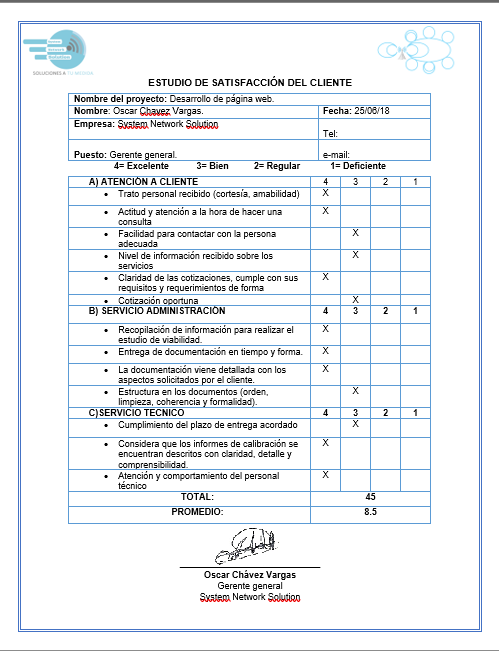 SOLUCIONES A TU MEDIDA
ESTUDIO DE SATISFACCIÓN DEL CLIENTE
Nombre del proyecto: Desarrollo de página web.
Nombre: Oscar Chavez Vargas. Fecha: 25/06/18
Empresa: System Network Solution
Tel:
Puesto: Gerente general. e-mail:
4= Excelente 3= Bien 2= Regular 1= Deficiente
A) ATENCIÓN A CLIENTE 4 3 2 1
• Trato personal recibido (cortesía, amabilidad) X
• Actitud y atención a la hora de hacer una X
consulta
• Facilidad para contactar con la persona X
adecuada
• Nivel de información recibido sobre los X
servicios
• Claridad de las cotizaciones, cumple con sus X
requisitos y requerimientos de forma
• Cotización oportuna X
B) SERVICIO ADMINISTRACIÓN 4 3 2 1
• Recopilación de información para realizar el X
estudio de viabilidad.
• Entrega de documentación en tiempo y forma. X
• La documentación viene detallada con los X
aspectos solicitados por el cliente.
• Estructura en los documentos (orden, X
limpieza, coherencia y formalidad).
C)SERVICIO TECNICO 4 3 2 1
• Cumplimiento del plazo de entrega acordado X
• Considera que los informes de calibración se X
encuentran descritos con claridad, detalle y
comprensibilidad.
• Atención y comportamiento del personal X
técnico
TOTAL: 45
PROMEDIO: 8.5
Oscar Chávez Vargas
Gerente general
System Network Solution